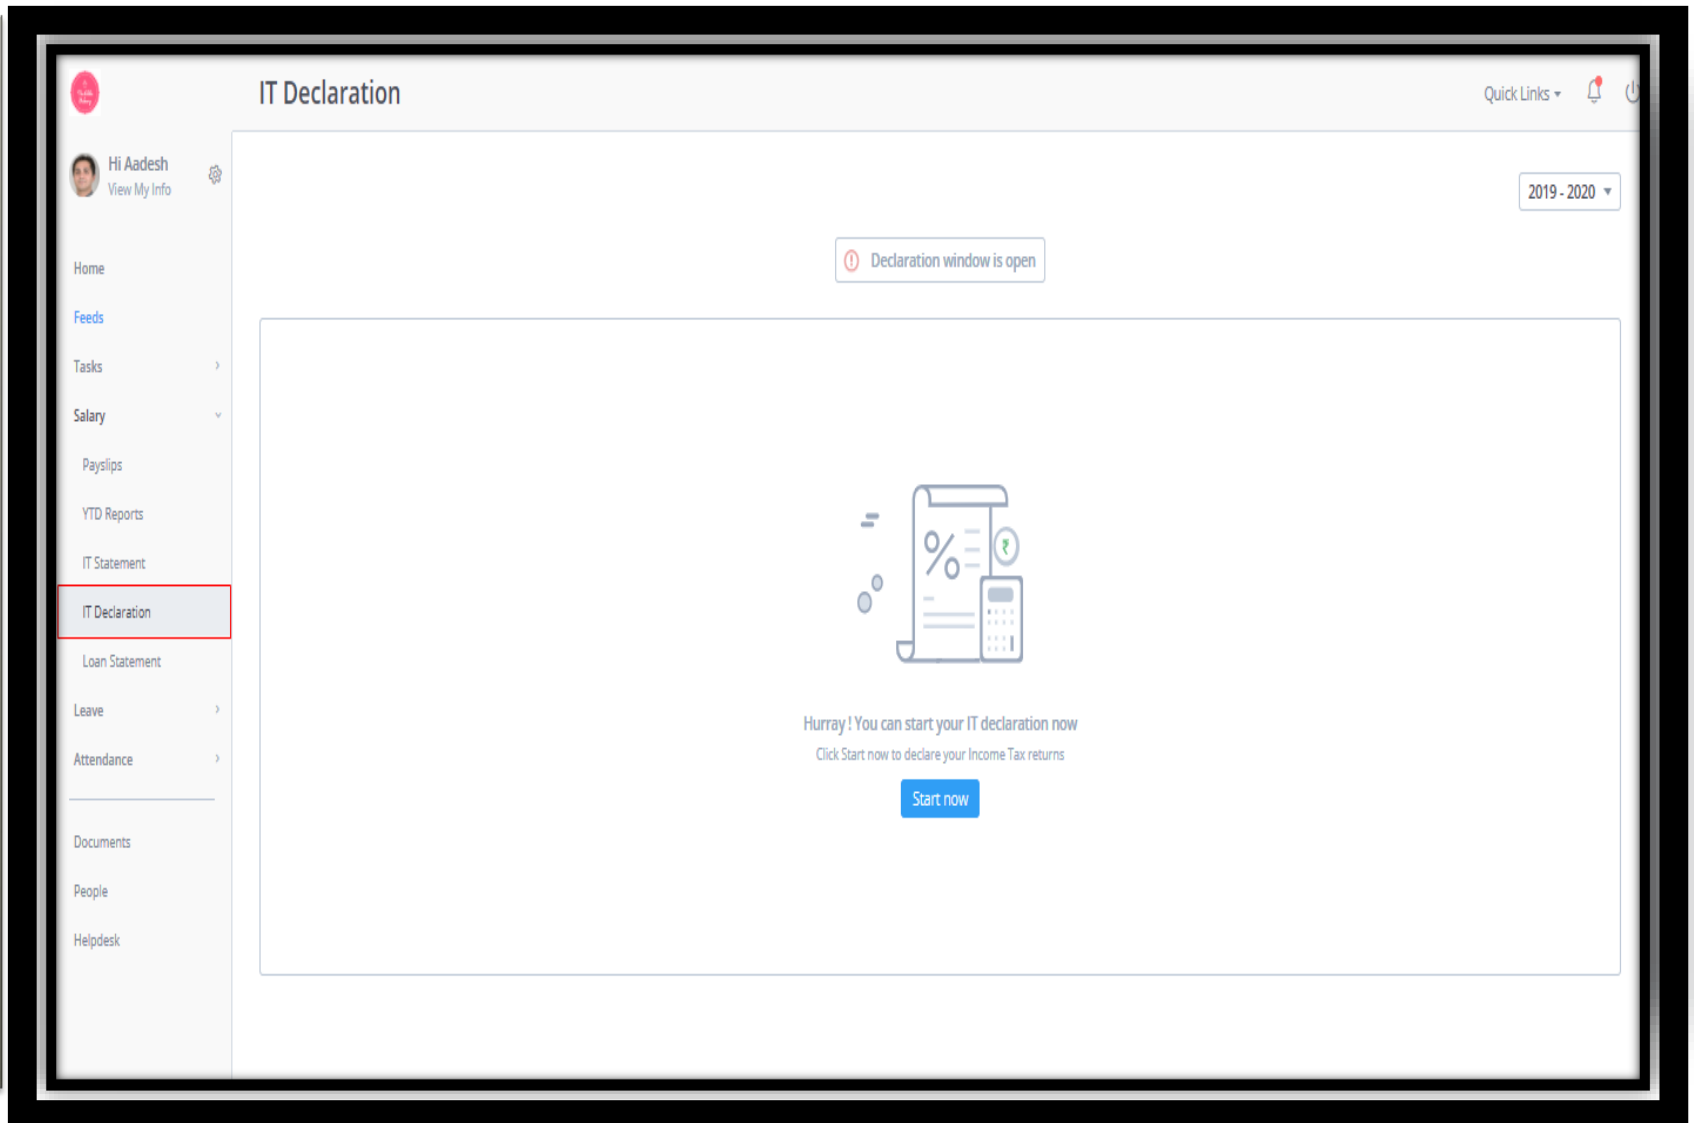 IT Declaration
Quick Links
Hi Aadesh
View My Info
2019 - 2020
Declaration window is open
Home
Feeds
Tasks
Salary
Payslips
YTD Reports
IT Statement
IT Declaration
Loan Statement
Leave
Attendance
Documents
People
Helpdesk
%
₹
Hurray ! You can start your IT declaration now
Click Start now to declare your Income Tax returns
Start now